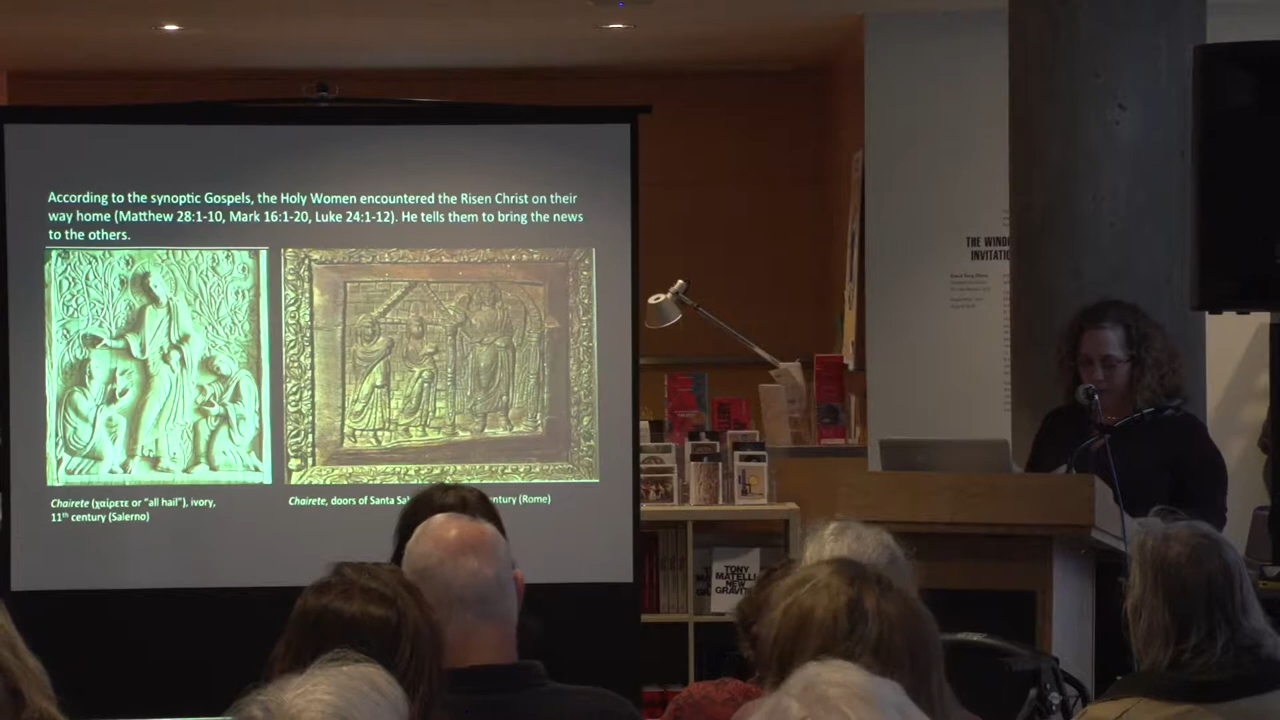 According to the synoptic Gospels, the Holy Women encountered the Risen Christ on their
way home (Matthew 28:1-10, Mark 16:1-20, Luke 24:1-12). He tells them to bring the news
to the others.
Chairete (χαίρετε or "all hail"), ivory,
11th century (Salerno)
Chairete, doors of Santa Sa
ntury (Rome)
THE WIND
INVITATIO
TONY
MATELLI
NEW
GRAVIT